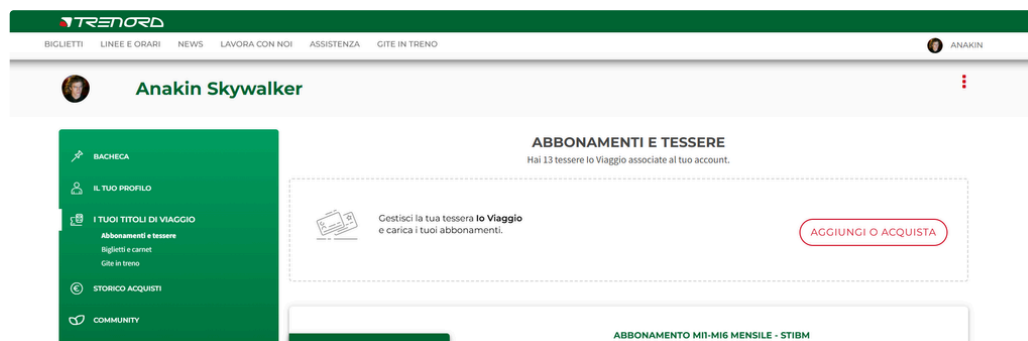 TRENORD
BIGLIETTI LINEE E ORARI NEWS LAVORA CON NOI ASSISTENZA GITE IN TRENO ANAKIN
Anakin Skywalker
BACHECA
IL TUO PROFILO
I TUOI TITOLI DI VIAGGIO
Abbonamenti e tessere
Biglietti e carnet
Gite in treno
STORICO ACQUISTI
COMMUNITY
ABBONAMENTI E TESSERE
Hai 13 tessere Io Viaggio associate al tuo account.
Gestisci la tua tessera Io Viaggio
e carica i tuoi abbonamenti.
AGGIUNGI O ACQUISTA
ABBONAMENTO MI1-MI6 MENSILE - STIBM